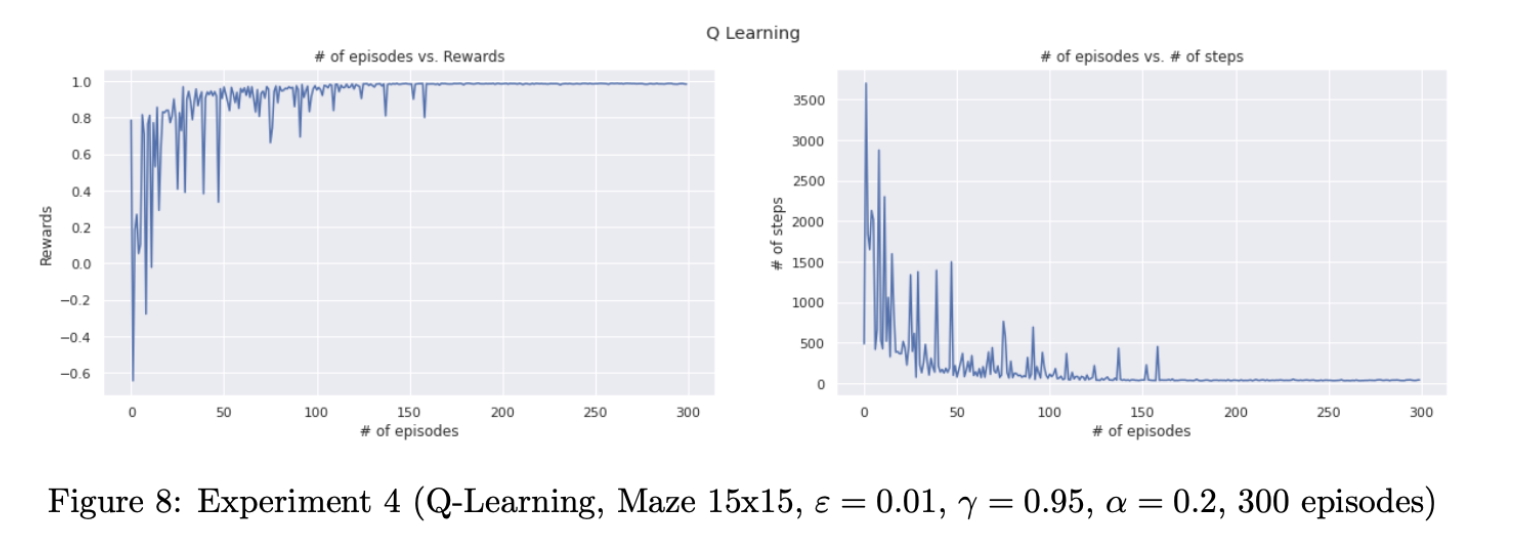 Q Learning
# of episodes vs. Rewards
1.0
0.8
0.6
0.4
0.2
0.0
−0.2
−0.4
−0.6
Rewards
0 50 100 150 200 250 300
# of episodes
# of episodes vs. # of steps
3500
3000
2500
2000
1500
1000
500
0
# of steps
0 50 100 150 200 250 300
# of episodes
Figure 8: Experiment 4 (Q-Learning, Maze 15x15, ε = 0.01, γ = 0.95, α = 0.2, 300 episodes)